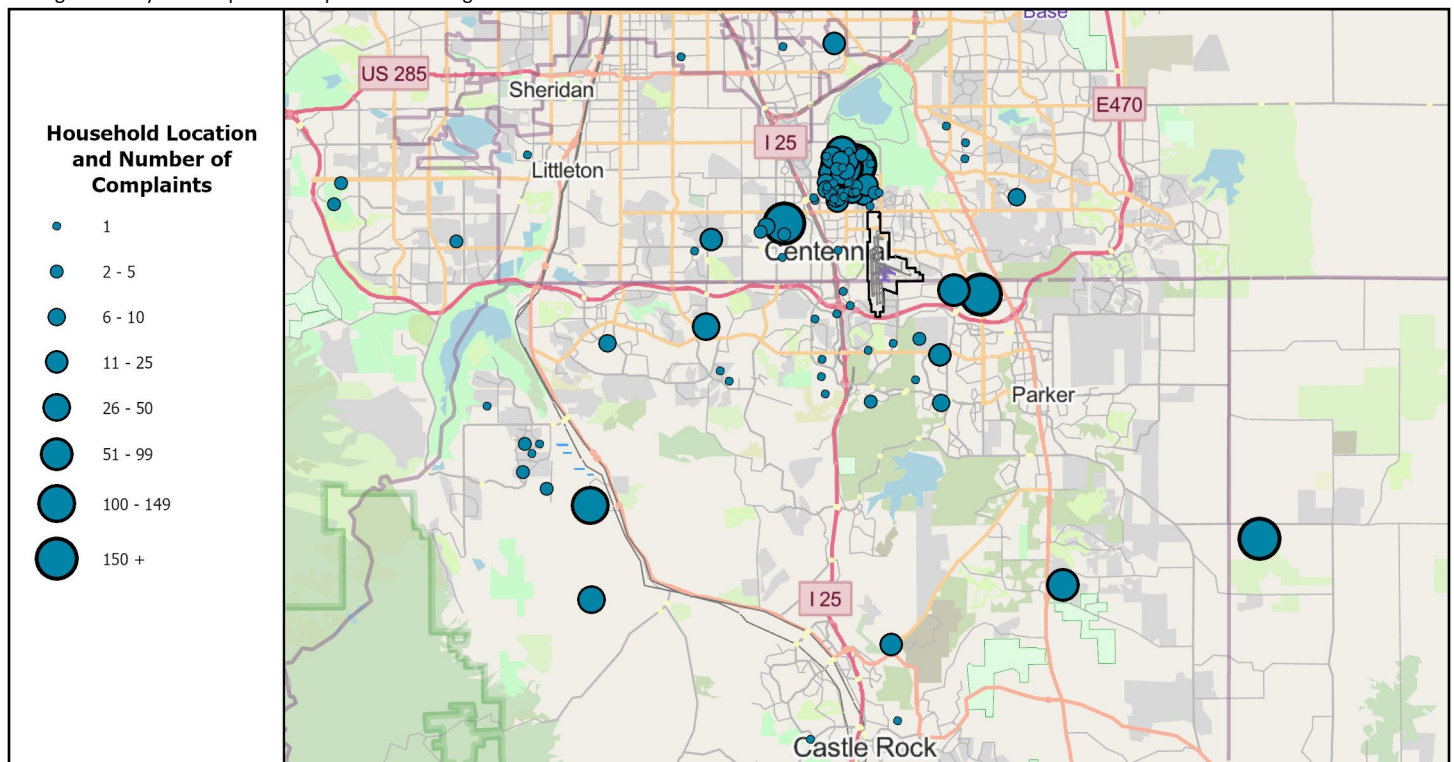 Household Location
and Number of
Complaints
1
2 - 5
6 - 10
11 - 25
26 - 50
51 - 99
100 - 149
150 +
Base
US 285
Sheridan
E470
I 25
Littleton
Centennial
Parker
I 25
Castle Rock